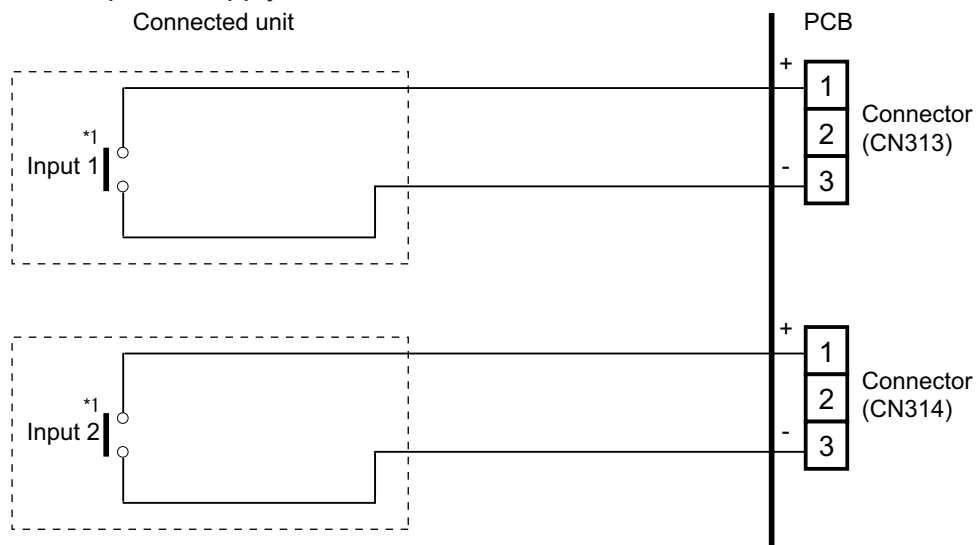 Connected unit
PCB
+
1
2
-
3
Connector
(CN313)
*1
Input 1
+
1
2
-
3
Connector
(CN314)
*1
Input 2